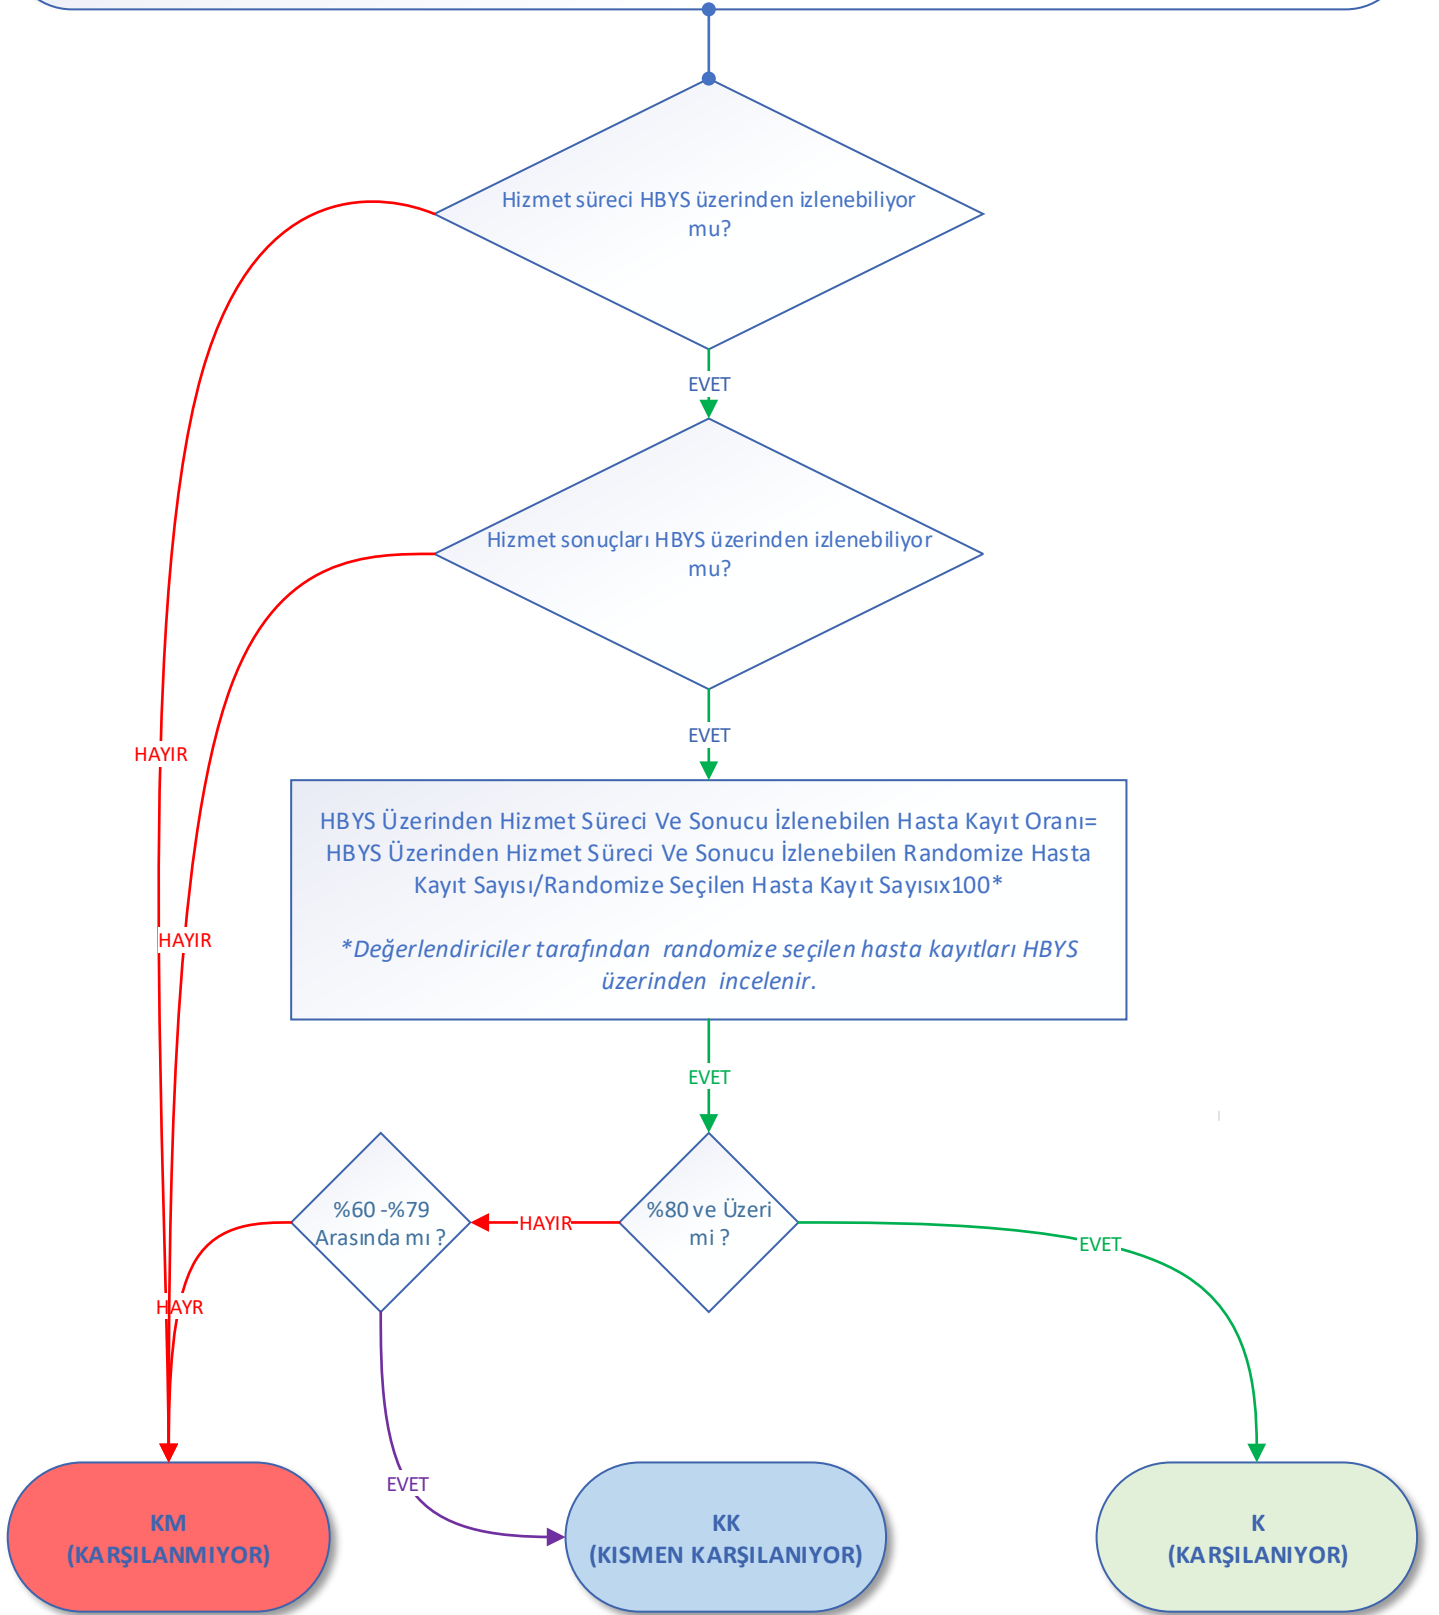 Hizmet süreci HBYS üzerinden izlenebiliyor
mu?
EVET
Hizmet sonuçları HBYS üzerinden izlenebiliyor
mu?
EVET
HAYIR
HBYS Üzerinden Hizmet Süreci Ve Sonucu İzlenebilen Hasta Kayıt Oranı=
HBYS Üzerinden Hizmet Süreci Ve Sonucu İzlenebilen Randomize Hasta
Kayıt Sayısı/Randomize Seçilen Hasta Kayıt Sayısıx100*
HAYIR
*Değerlendiriciler tarafından randomize seçilen hasta kayıtları HBYS
üzerinden incelenir.
EVET
%60 -%79
Arasında mı ?
HAYIR
%80 ve Üzeri
mi ?
EVET
HAYR
EVET
KM
(KARŞILANMIYOR)
KK
(KISMEN KARŞILANIYOR)
K
(KARŞILANIYOR)